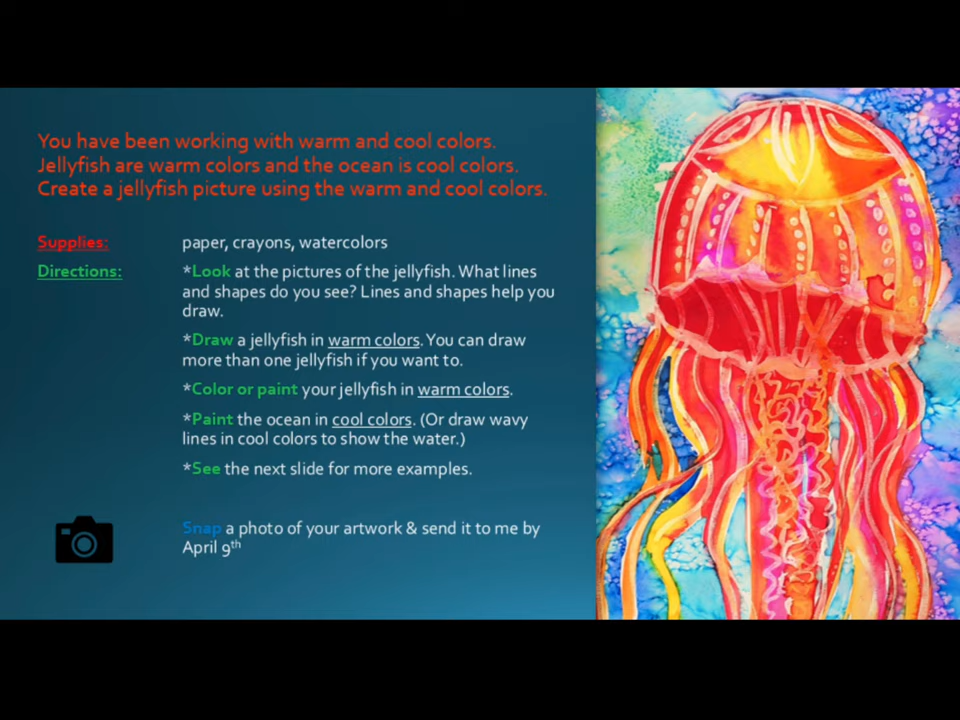 You have been working with warm and cool colors.
Jellyfish are warm colors and the ocean is cool colors.
Create a jellyfish picture using the warm and cool colors.
Supplies: paper, crayons, watercolors
Directions: *Look at the pictures of the jellyfish. What lines
and shapes do you see? Lines and shapes help you
draw.
*Draw a jellyfish in warm colors. You can draw
more than one jellyfish if you want to.
*Color or paint your jellyfish in warm colors.
*Paint the ocean in cool colors. (Or draw wavy
lines in cool colors to show the water.)
*See the next slide for more examples.
Snap a photo of your artwork & send it to me by
April 9th